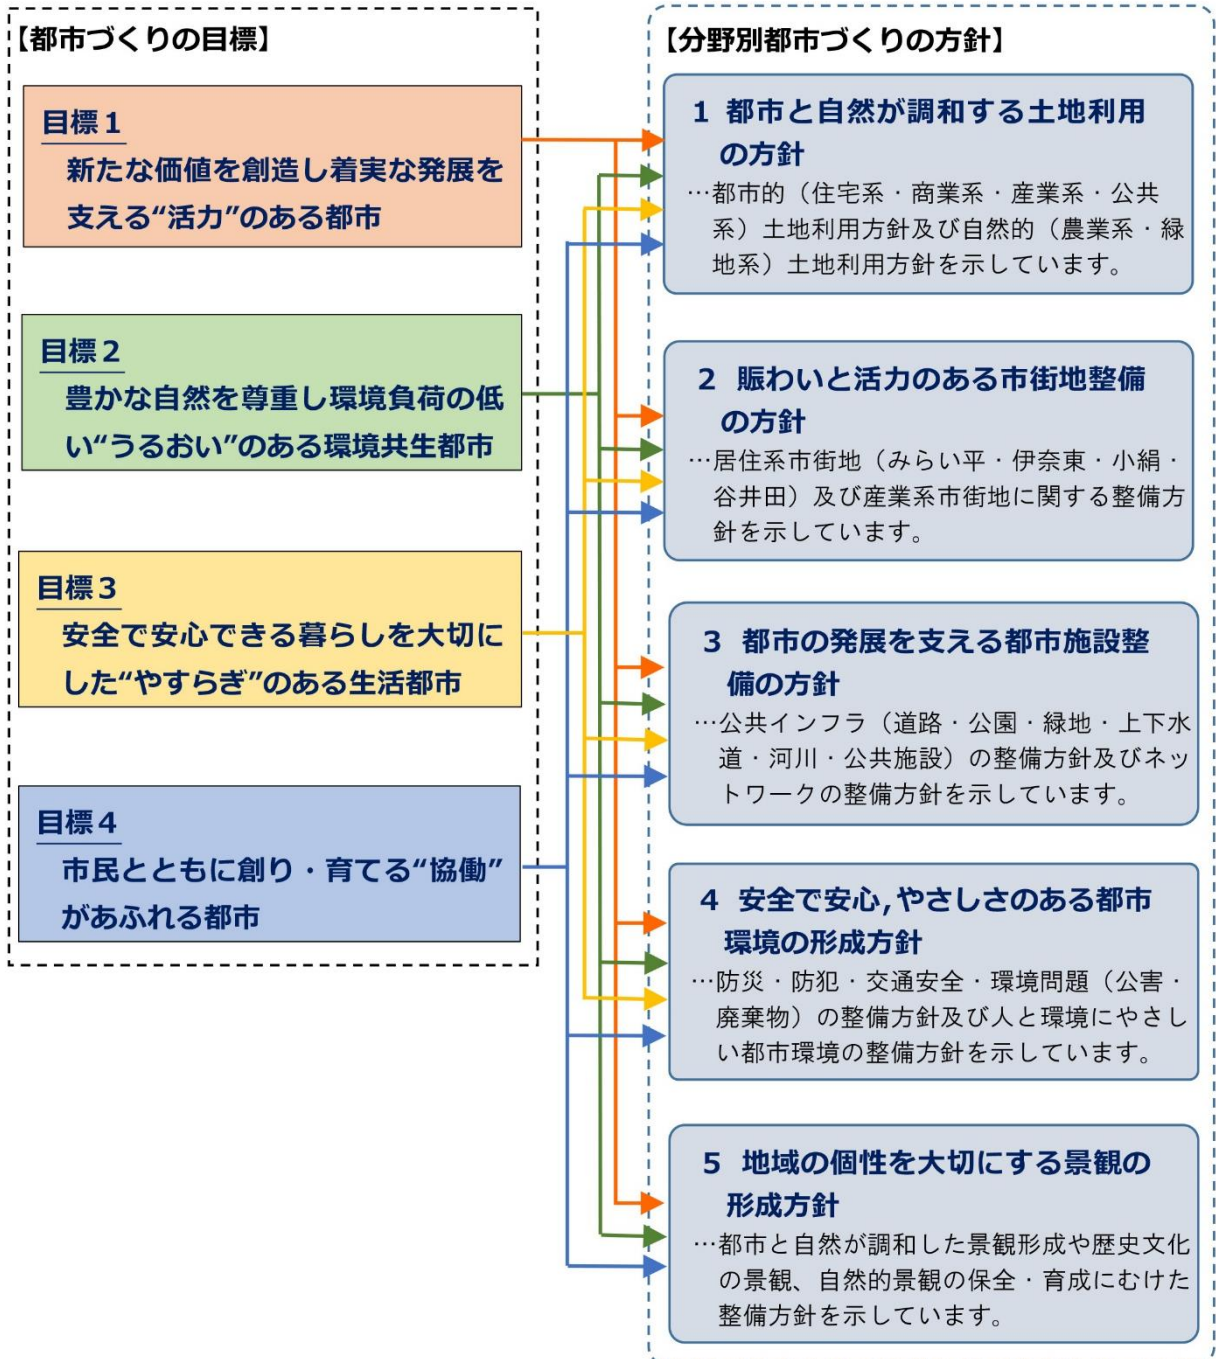 【都市づくりの目標】
目標１
新たな価値を創造し着実な発展を
支える“活力”のある都市
目標２
豊かな自然を尊重し環境負荷の低
い“うるおい”のある環境共生都市
目標３
安全で安心できる暮らしを大切に
した“やすらぎ”のある生活都市
目標４
市民とともに創り・育てる“協働”
があふれる都市
【分野別都市づくりの方針】
1 都市と自然が調和する土地利用
の方針
…都市的（住宅系・商業系・産業系・公共
系）土地利用方針及び自然的（農業系・緑
地系）土地利用方針を示しています。
2 賑わいと活力のある市街地整備
の方針
…居住系市街地（みらい平・伊奈東・小絹・
谷井田）及び産業系市街地に関する整備方
針を示しています。
3 都市の発展を支える都市施設整
備の方針
…公共インフラ（道路・公園・緑地・上下水
道・河川・公共施設）の整備方針及びネッ
トワークの整備方針を示しています。
4 安全で安心,やさしさのある都市
環境の形成方針
…防災・防犯・交通安全・環境問題（公害・
廃棄物）の整備方針及び人と環境にやさし
い都市環境の整備方針を示しています。
5 地域の個性を大切にする景観の
形成方針
…都市と自然が調和した景観形成や歴史文化
の景観、自然的景観の保全・育成にむけた
整備方針を示しています。